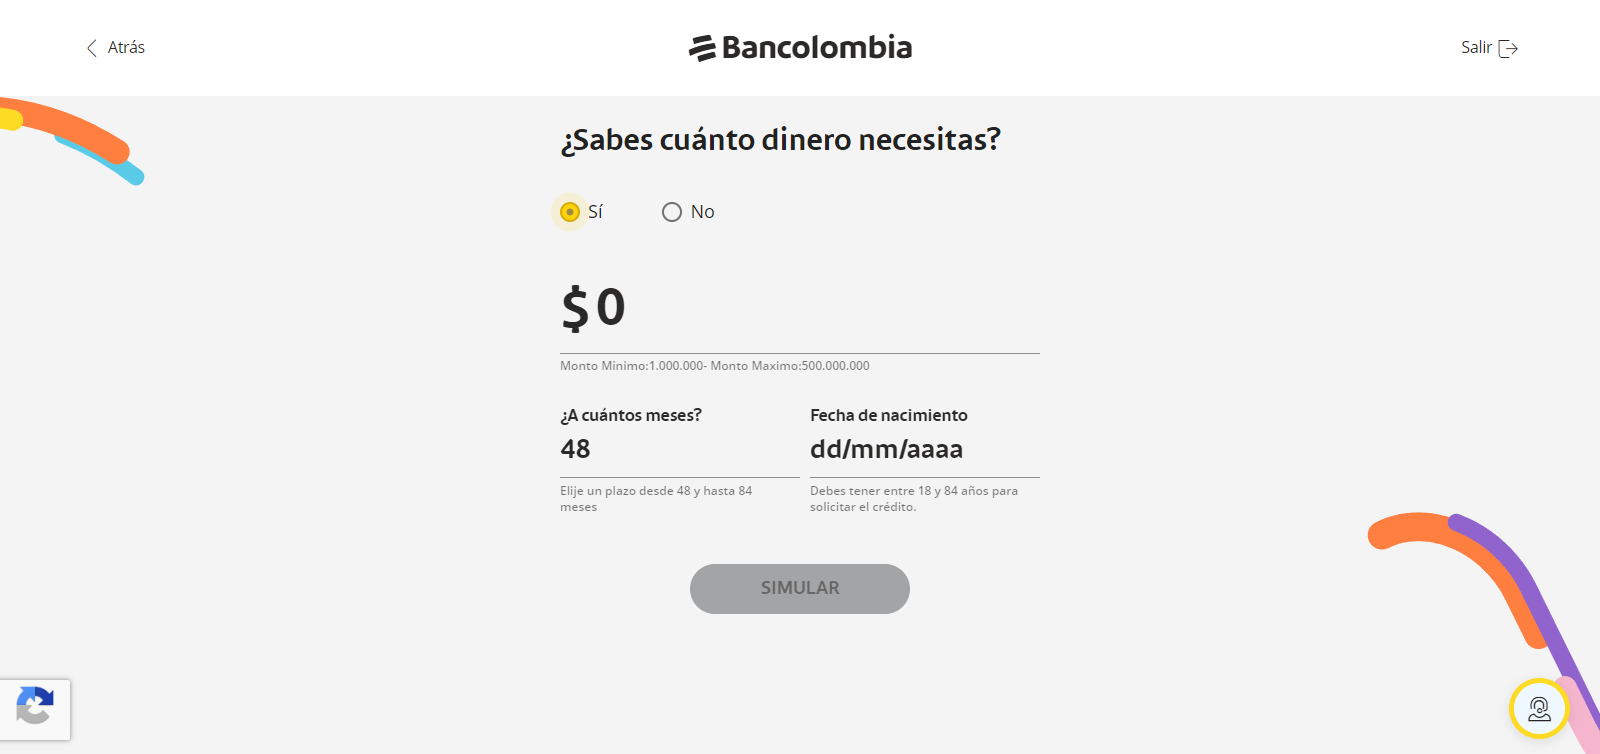 Atrás
Bancolombia
Salir
¿Sabes cuánto dinero necesitas?
Sí
No
$ 0
Monto Minimo:1.000.000- Monto Maximo:500.000.000
¿A cuántos meses?
48
Elije un plazo desde 48 y hasta 84
meses
Fecha de nacimiento
dd/mm/aaaa
Debes tener entre 18 y 84 años para
solicitar el crédito.
SIMULAR